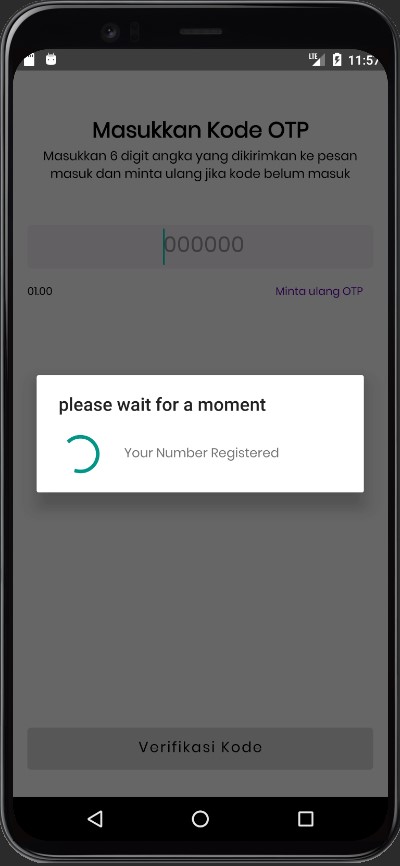 LTE 11:57
Masukkan Kode OTP
Masukkan 6 digit angka yang dikirimkan ke pesan
masuk dan minta ulang jika kode belum masuk
000000
01.00 Minta ulang OTP
please wait for a moment
Your Number Registered
Verifikasi Kode